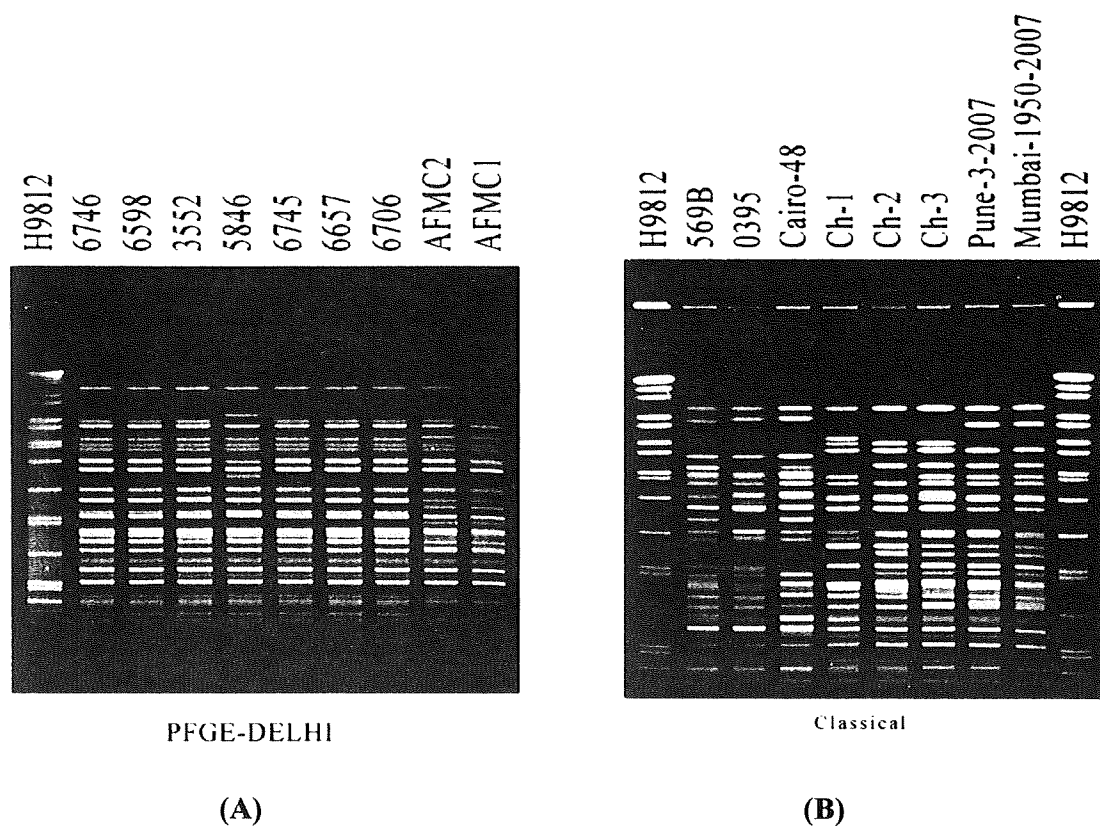 H9812
6746
6598
3552
5846
6745
6657
6706
AFMC2
AFMC1
PFGE-DELHI
(A)
H9812
569B
0395
Cairo-48
Ch-1
Ch-2
Ch-3
Pune-3-2007
Mumbai-1950-2007
H9812
Classical
(B)